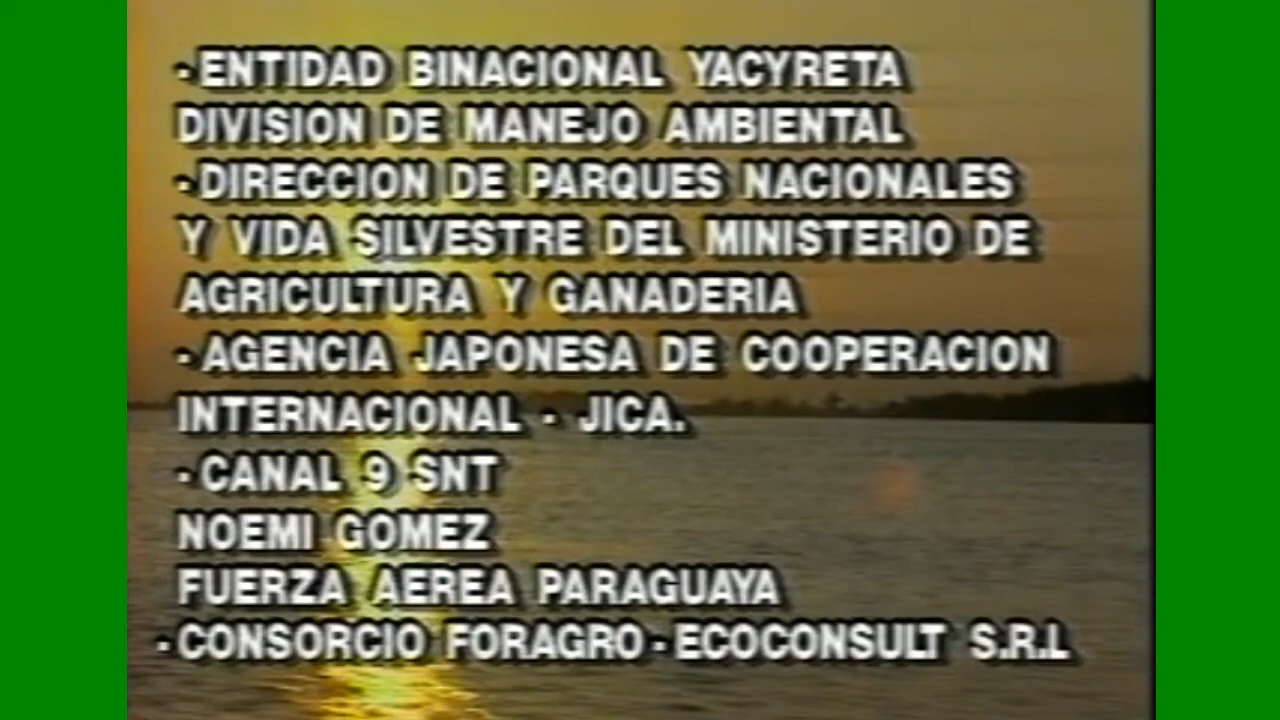 -ENTIDAD BINACIONAL YACYRETA
DIVISION DE MANEJO AMBIENTAL
-DIRECCION DE PARQUES NACIONALES
Y VIDA SILVESTRE DEL MINISTERIO DE
AGRICULTURA Y GANADERIA
-AGENCIA JAPONESA DE COOPERACION
INTERNACIONAL - JICA.
-CANAL 9 SNT
NOEMI GOMEZ
FUERZA AEREA PARAGUAYA
-CONSORCIO FORAGRO-ECOCONSULT S.R.L